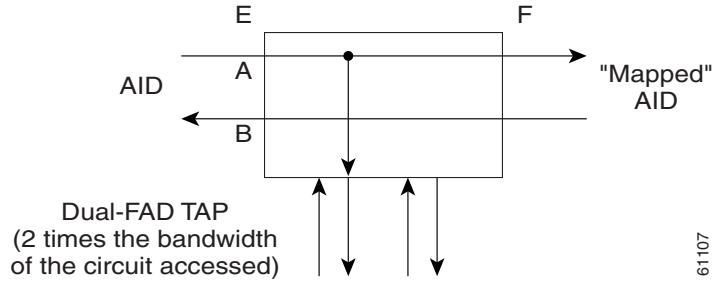 E
F
A
AID
"Mapped"
AID
B
Dual-FAD TAP
(2 times the bandwidth
of the circuit accessed)
61107